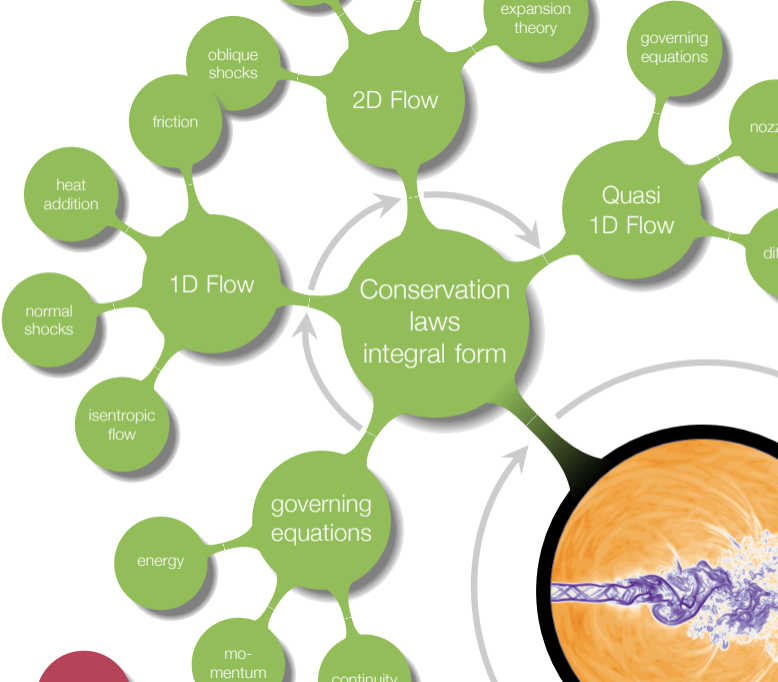 expansion
theory
governing
equations
oblique
shocks
2D Flow
friction
heat
addition
Quasi
1D Flow
1D Flow
Conservation
laws
integral form
normal
shocks
isentropic
flow
governing
equations
energy
mo-
mentum
continuity